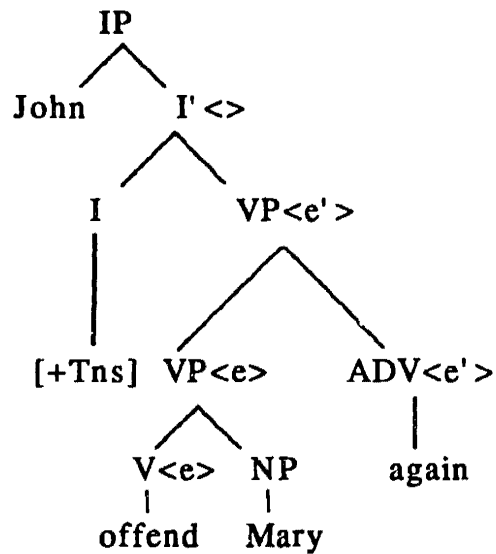 IP
John I' <>
I VP<e'>
[+Tns] VP<e> ADV<e'>
V<e> NP again
offend Mary